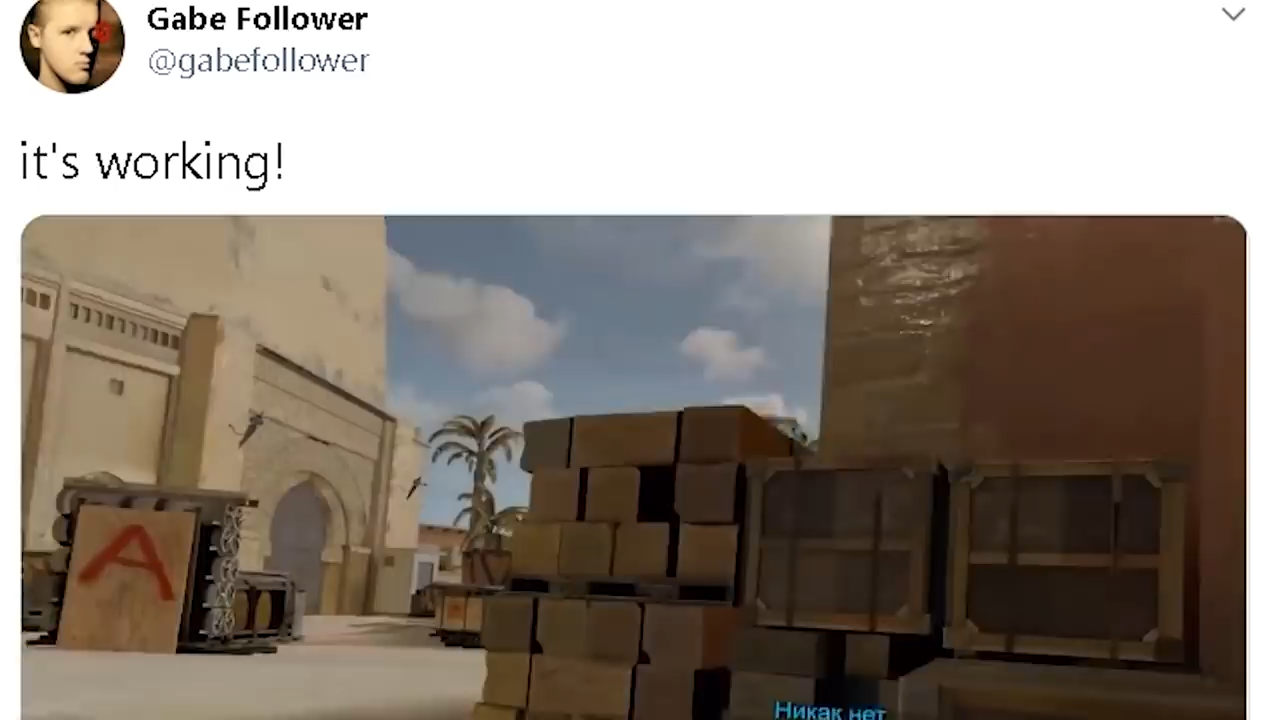 Gabe Follower
@gabefollower
it's working!
A
Никак нет